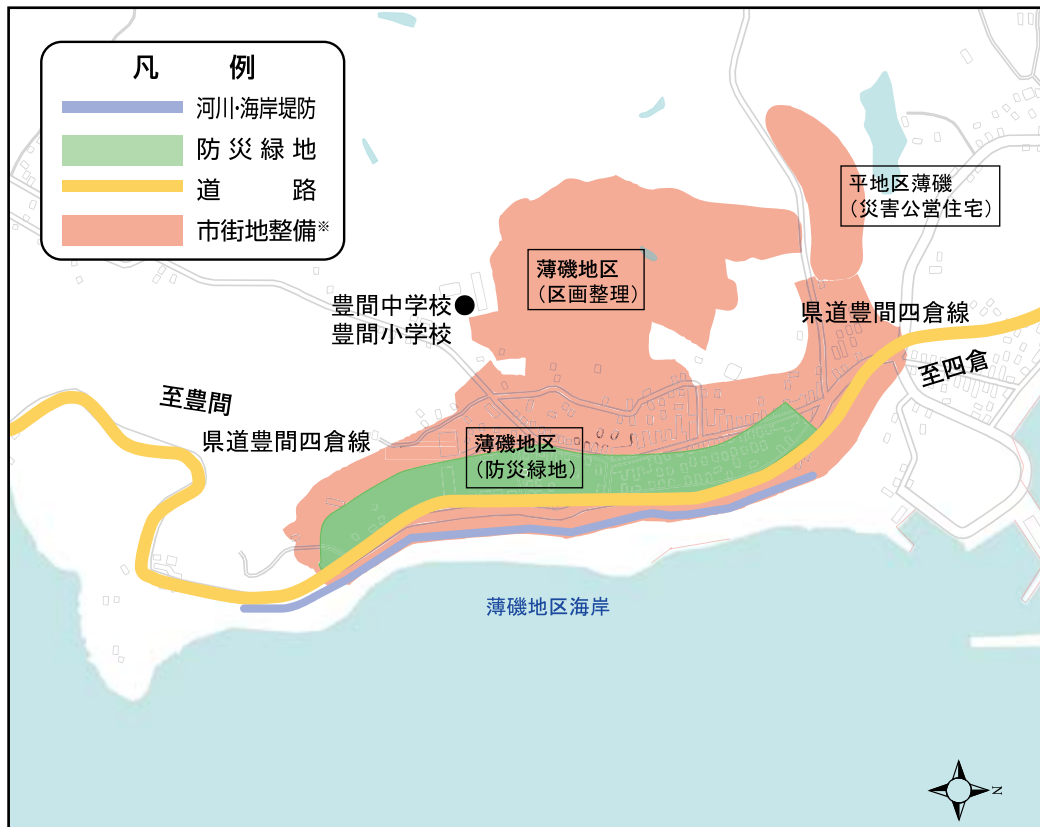 凡 例
河川・海岸堤防
防災緑地
道 路
市街地整備※
平地区薄磯
（災害公営住宅）
薄磯地区
（区画整理）
豊間中学校
豊間小学校
県道豊間四倉線
至四倉
至豊間
県道豊間四倉線
薄磯地区
（防災緑地）
薄磯地区海岸
N